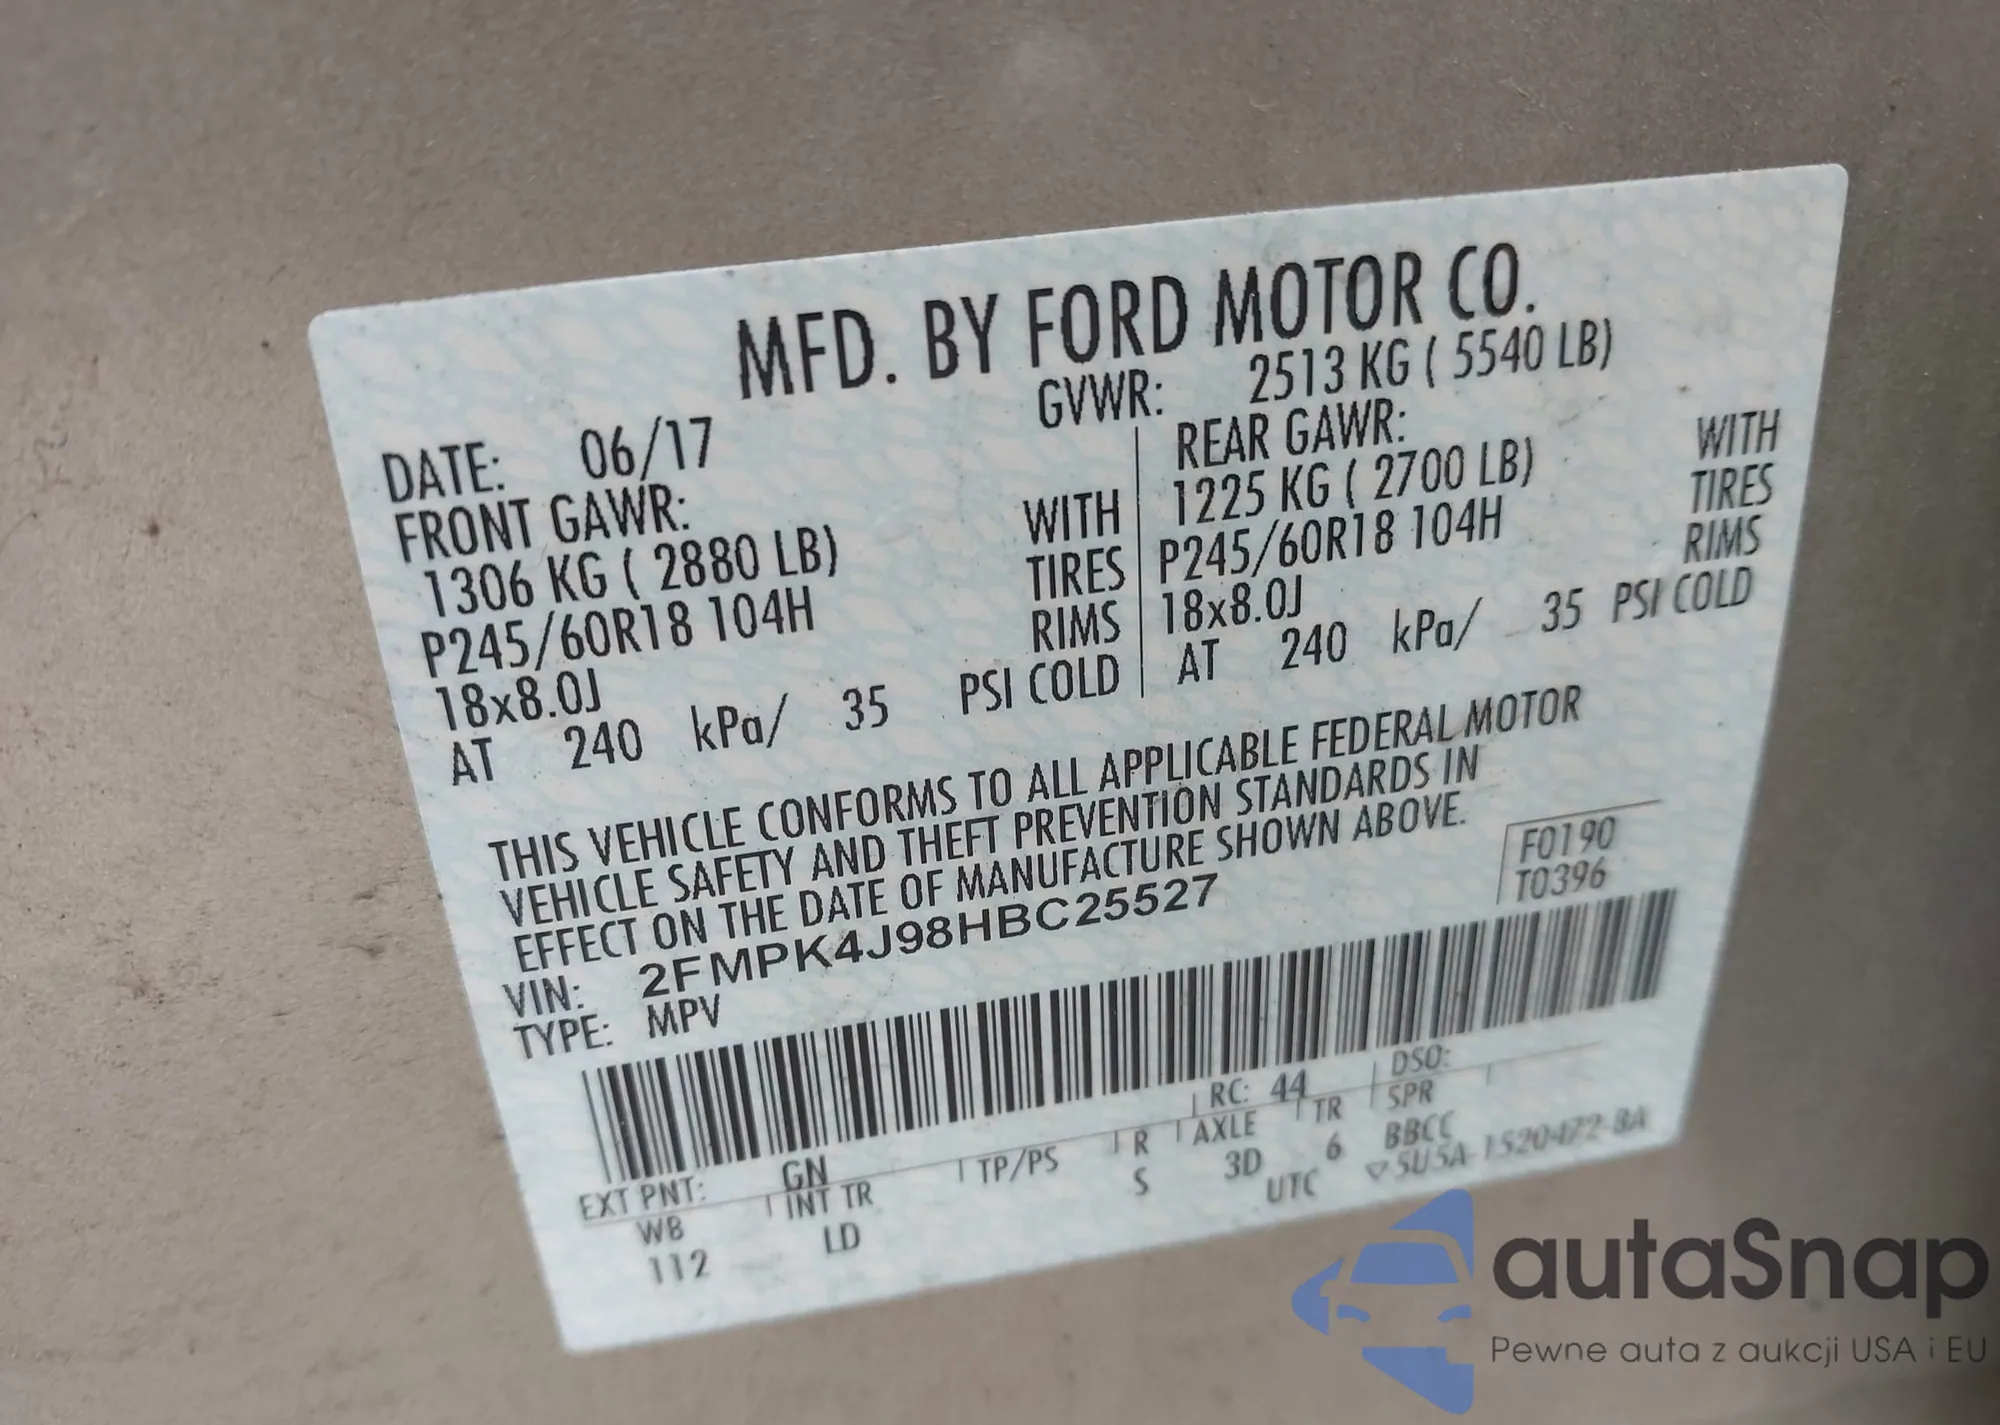 MFD. BY FORD MOTOR CO.
DATE: 06/17 GVWR: 2513 KG ( 5540 LB)
FRONT GAWR:
1306 KG ( 2880 LB) WITH
P245/60R18 104H TIRES
18x8.0J RIMS
AT 240 kPa/ 35 PSI COLD
REAR GAWR:
1225 KG ( 2700 LB) WITH
P245/60R18 104H TIRES
18x8.0J RIMS
AT 240 kPa/ 35 PSI COLD
THIS VEHICLE CONFORMS TO ALL APPLICABLE FEDERAL MOTOR
VEHICLE SAFETY AND THEFT PREVENTION STANDARDS IN
EFFECT ON THE DATE OF MANUFACTURE SHOWN ABOVE.
VIN: 2FMPK4J98HBC25527
TYPE: MPV
F0190
T0396
EXT PNT: GN RC: 44 DSO:
WB INT TR TP/PS R AXLE TR SPR
112 LD S 3D 6 BBCC
UTC ▽5U5A-1520472-BA
autaSnap
Pewne auta z aukcji USA i EU